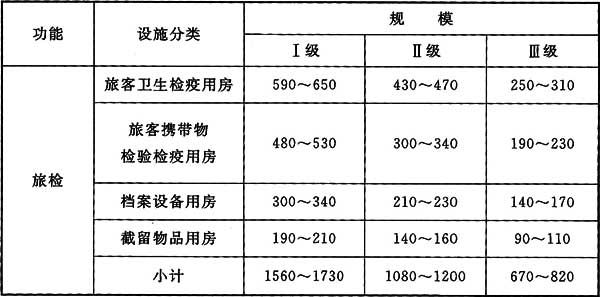 功能 设施分类 规 模
Ⅰ级 Ⅱ级 Ⅲ级
旅检 旅客卫生检疫用房 590～650 430～470 250～310
旅客携带物
检验检疫用房 480～530 300～340 190～230
档案设备用房 300～340 210～230 140～170
截留物品用房 190～210 140～160 90～110
小计 1560～1730 1080～1200 670～820